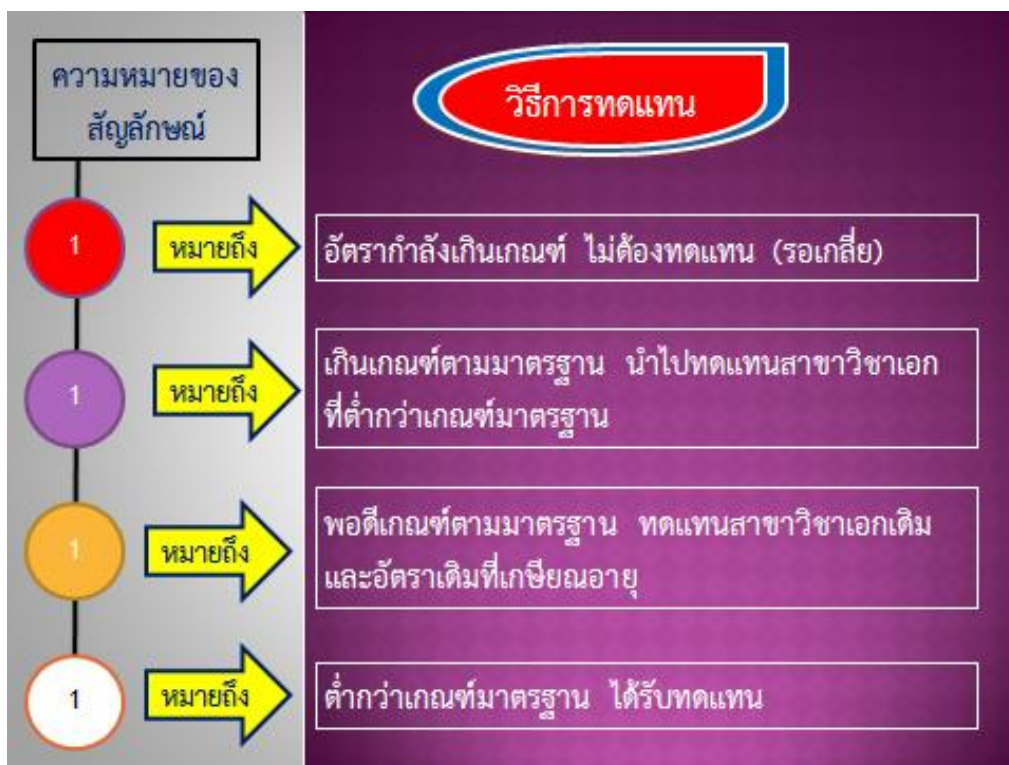 ความหมายของ
สัญลักษณ์
วิธีการทดแทน
1
หมายถึง
อัตรากำลังเกินเกณฑ์ ไม่ต้องทดแทน (รอเกลี่ย)
1
หมายถึง
เกินเกณฑ์ตามมาตรฐาน นำไปทดแทนสาขาวิชาเอก
ที่ต่ำกว่าเกณฑ์มาตรฐาน
1
หมายถึง
พอดีเกณฑ์ตามมาตรฐาน ทดแทนสาขาวิชาเอกเดิม
และอัตราเดิมที่เกษียณอายุ
1
หมายถึง
ต่ำกว่าเกณฑ์มาตรฐาน ได้รับทดแทน